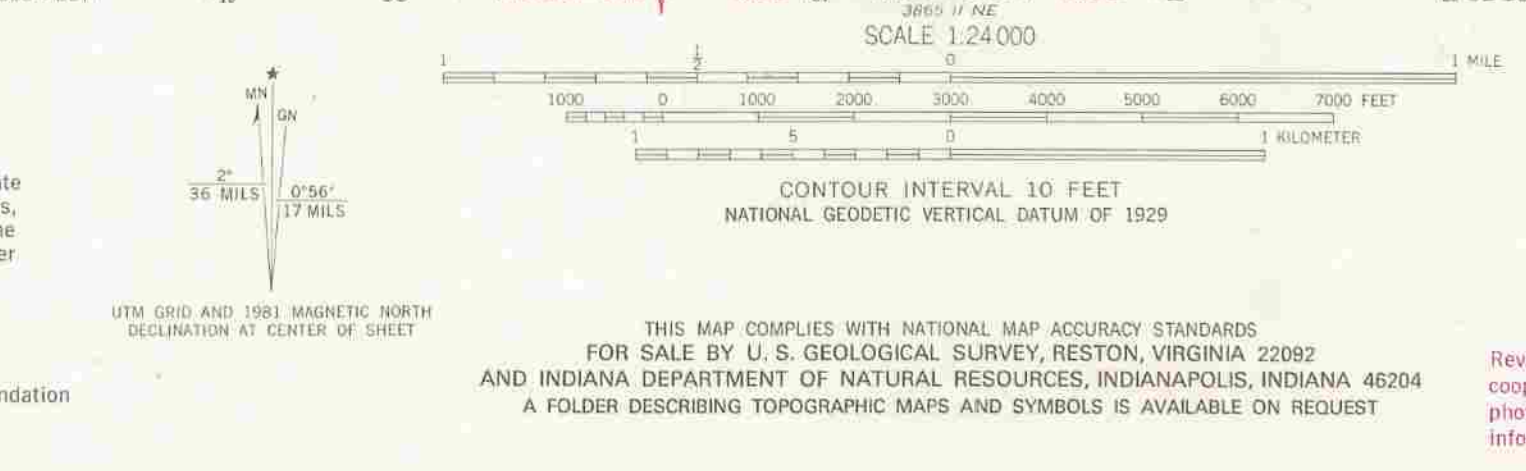 3865 II NE
SCALE 1:24 000
1 ½ 0 1 MILE
1000 0 1000 2000 3000 4000 5000 6000 7000 FEET
1 5 0 1 KILOMETER
CONTOUR INTERVAL 10 FEET
NATIONAL GEODETIC VERTICAL DATUM OF 1929
★
MN
GN
2°
36 MILS
0°56′
17 MILS
UTM GRID AND 1981 MAGNETIC NORTH
DECLINATION AT CENTER OF SHEET
THIS MAP COMPLIES WITH NATIONAL MAP ACCURACY STANDARDS
FOR SALE BY U. S. GEOLOGICAL SURVEY, RESTON, VIRGINIA 22092
AND INDIANA DEPARTMENT OF NATURAL RESOURCES, INDIANAPOLIS, INDIANA 46204
A FOLDER DESCRIBING TOPOGRAPHIC MAPS AND SYMBOLS IS AVAILABLE ON REQUEST
ndation
Rev
coop
pho
info